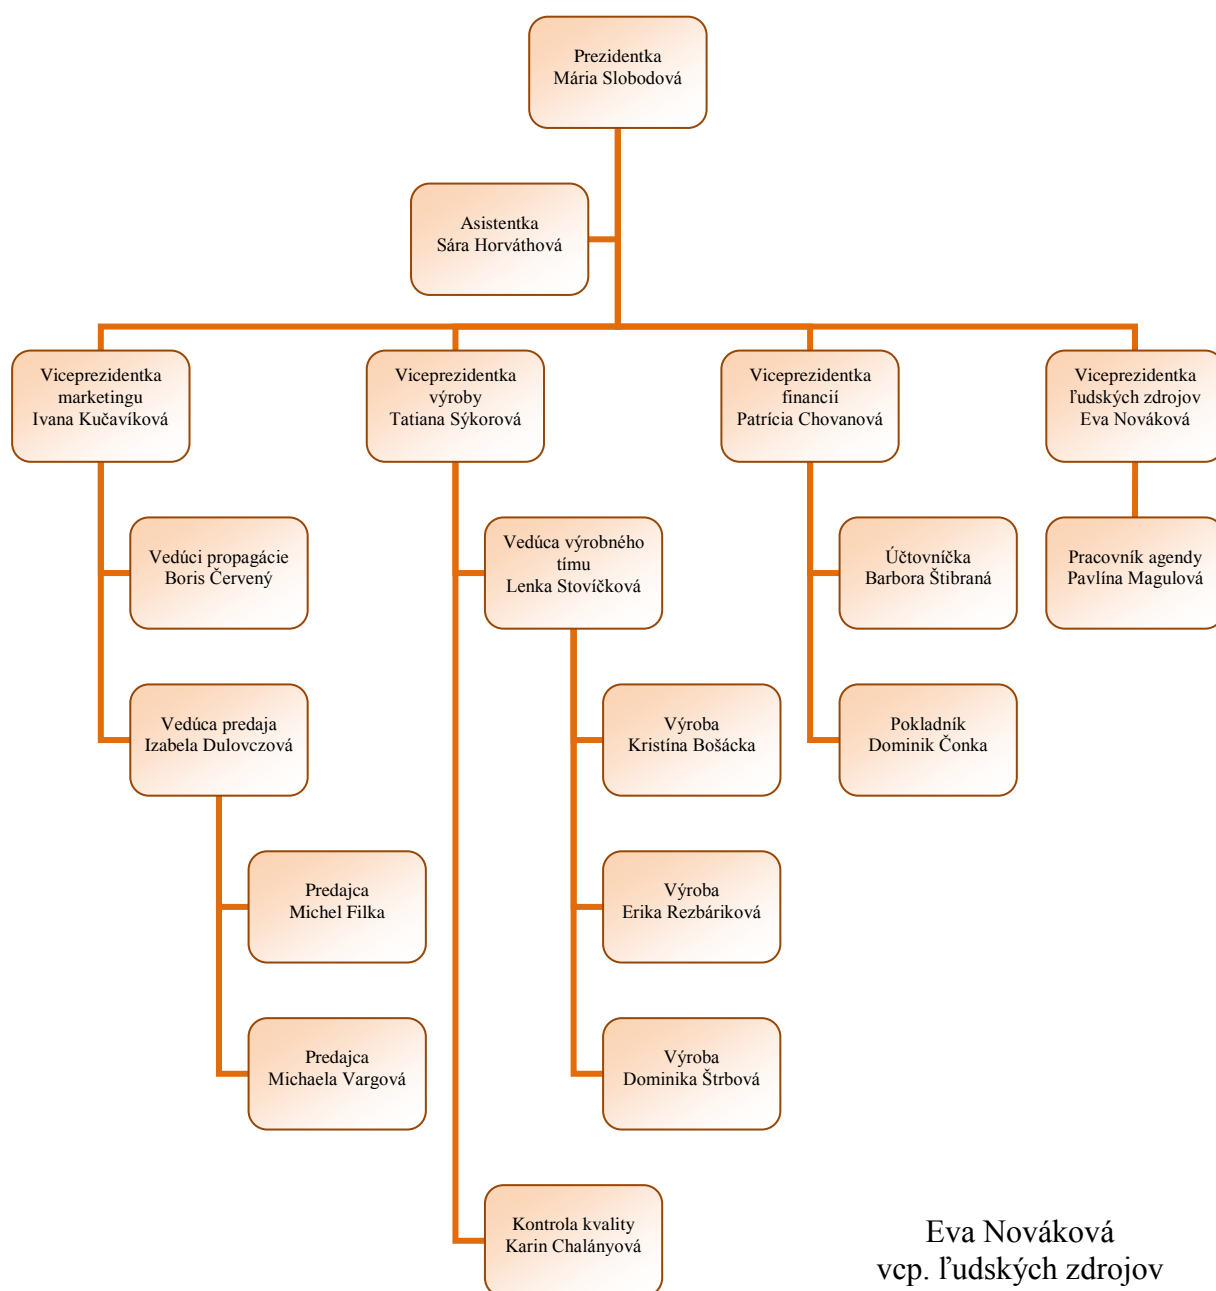 Prezidentka
Mária Slobodová
Asistentka
Sára Horváthová
Viceprezidentka
marketingu
Ivana Kučavíková
Viceprezidentka
výroby
Tatiana Sýkorová
Viceprezidentka
financií
Patrícia Chovanová
Viceprezidentka
ľudských zdrojov
Eva Nováková
Vedúci propagácie
Boris Červený
Vedúca výrobného
tímu
Lenka Stovíčková
Účtovníčka
Barbora Štibraná
Pracovník agendy
Pavlína Magulová
Vedúca predaja
Izabela Dulovczová
Výroba
Kristína Bošácka
Pokladník
Dominik Čonka
Predajca
Michel Filka
Výroba
Erika Rezbáriková
Predajca
Michaela Vargová
Výroba
Dominika Štrbová
Kontrola kvality
Karin Chalányová
Eva Nováková
vcp. ľudských zdrojov